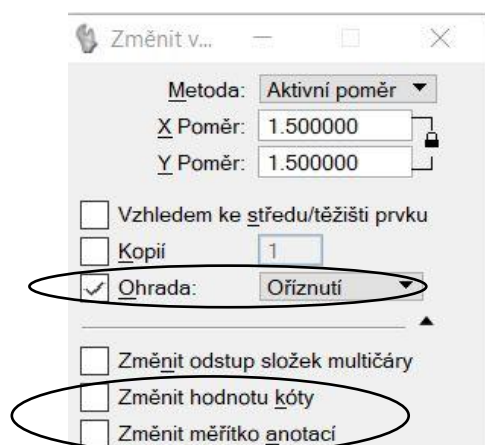 Změnit v...
Metoda: Aktivní poměr
X Poměr: 1.500000
Y Poměr: 1.500000
Vzhledem ke středu/těžišti prvku
Kopií 1
Ohrada: Oříznutí
Změnit odstup složek multičáry
Změnit hodnotu kóty
Změnit měřítko anotací